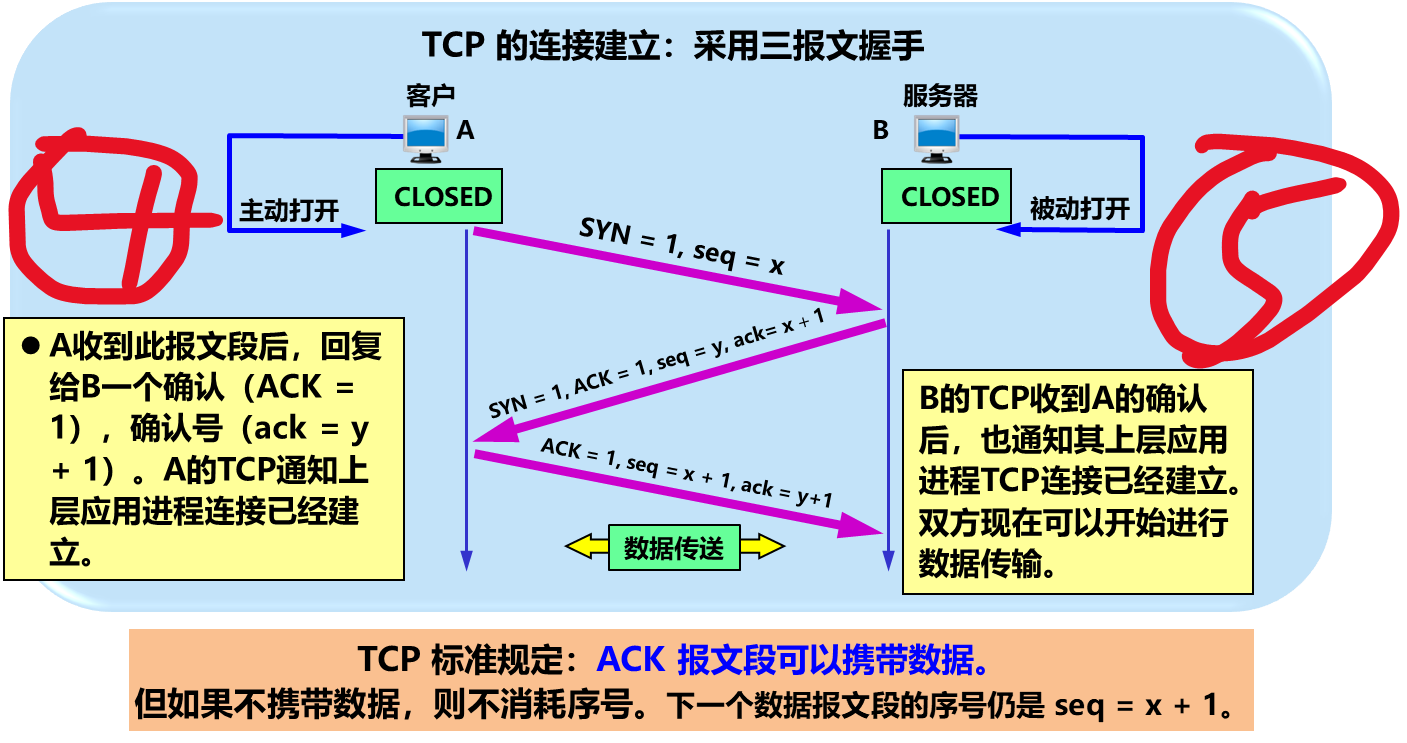 TCP 的连接建立：采用三报文握手
客户
服务器
A
B
CLOSED
CLOSED
主动打开
被动打开
4
5
SYN = 1, seq = x
SYN = 1, ACK = 1, seq = y, ack= x + 1
ACK = 1, seq = x + 1, ack = y+1
● A收到此报文段后，回复
给B一个确认（ACK =
1），确认号（ack = y
+ 1）。A的TCP通知上
层应用进程连接已经建
立。
B的TCP收到A的确认
后，也通知其上层应用
进程TCP连接已经建立。
双方现在可以开始进行
数据传输。
数据传送
TCP 标准规定：ACK 报文段可以携带数据。
但如果不携带数据，则不消耗序号。下一个数据报文段的序号仍是 seq = x + 1。